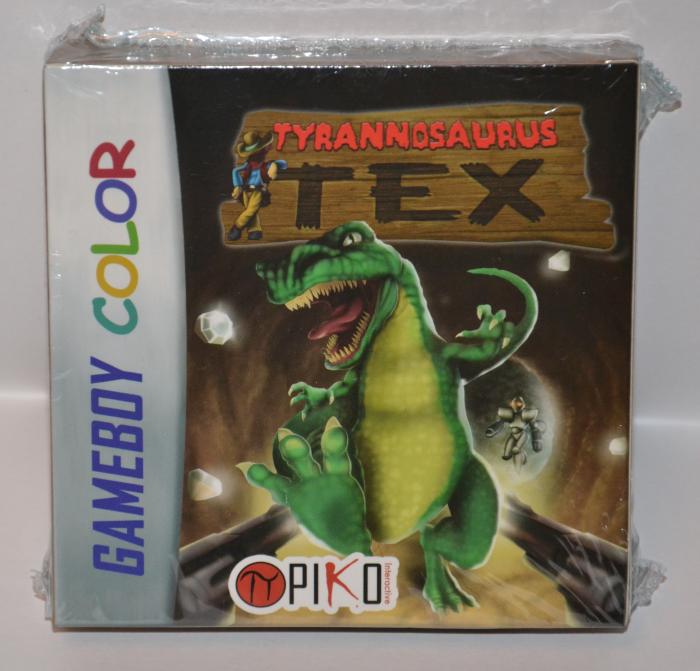 GAMEBOY COLOR
TYRANNOSAURUS
TEX
PIKO
Interactive